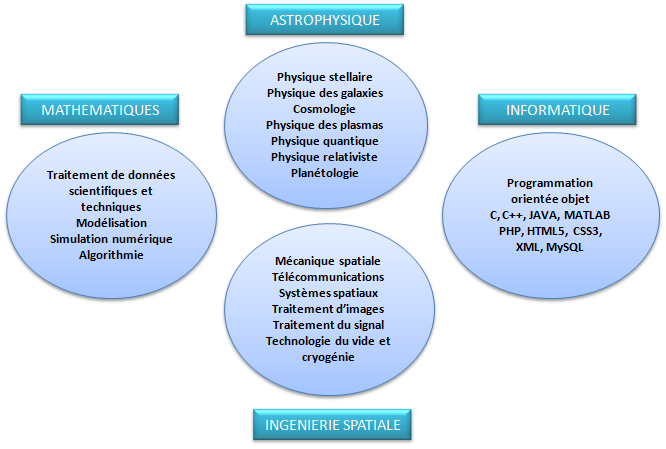 ASTROPHYSIQUE
Physique stellaire
Physique des galaxies
Cosmologie
Physique des plasmas
Physique quantique
Physique relativiste
Planétologie
MATHEMATIQUES
Traitement de données
scientifiques et
techniques
Modélisation
Simulation numérique
Algorithmie
INFORMATIQUE
Programmation
orientée objet
C, C++, JAVA, MATLAB
PHP, HTML5, CSS3,
XML, MySQL
Mécanique spatiale
Télécommunications
Systèmes spatiaux
Traitement d’images
Traitement du signal
Technologie du vide et
cryogénie
INGENIERIE SPATIALE